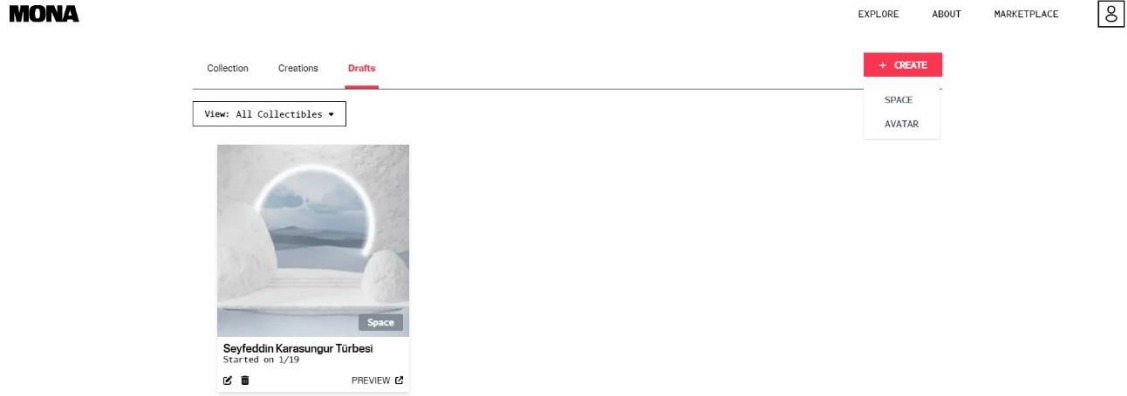 MONA
EXPLORE ABOUT MARKETPLACE
Collection Creations Drafts
+ CREATE
SPACE
AVATAR
View: All Collectibles
Space
Seyfeddin Karasungur Türbesi
Started on 1/19
PREVIEW